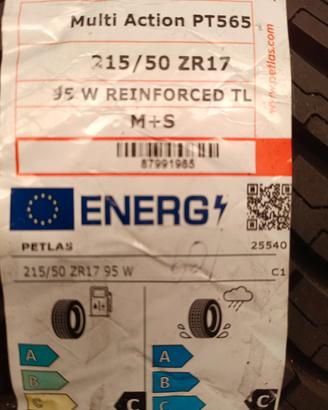 Multi Action PT565
215/50 ZR17
95 W REINFORCED TL
M+S
www.petlas.com
87991985
ENERG
PETLAS 25540
215/50 ZR17 95 W C1
A A
B B
C C C C